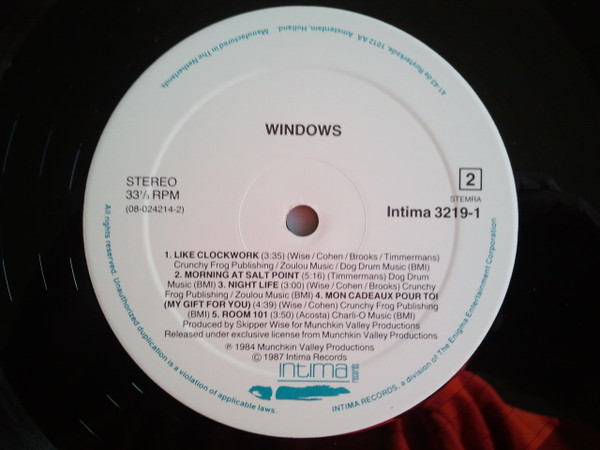 41-43 de Ruyterkade, 1012 AA Amsterdam, Holland. Manufactured in The Netherlands
WINDOWS
STEREO
33⅓ RPM
(08-024214-2)
2
STEMRA
Intima 3219-1
1. LIKE CLOCKWORK (3:35) (Wise / Cohen / Brooks / Timmermans)
Crunchy Frog Publishing / Zoulou Music / Dog Drum Music (BMI)
2. MORNING AT SALT POINT (5:16) (Timmermans) Dog Drum
Music (BMI) 3. NIGHT LIFE (3:00) (Wise / Cohen / Brooks) Crunchy
Frog Publishing / Zoulou Music (BMI) 4. MON CADEAUX POUR TOI
(MY GIFT FOR YOU) (4:39) (Wise / Cohen) Crunchy Frog Publishing
(BMI) 5. ROOM 101 (3:50) (Acosta) Charli-O Music (BMI)
Produced by Skipper Wise for Munchkin Valley Productions
Released under exclusive license from Munchkin Valley Productions
℗ 1984 Munchkin Valley Productions
© 1987 Intima Records
intima records
All rights reserved. Unauthorized duplication is a violation of applicable laws.
INTIMA RECORDS, a division of The Enigma Entertainment Corporation